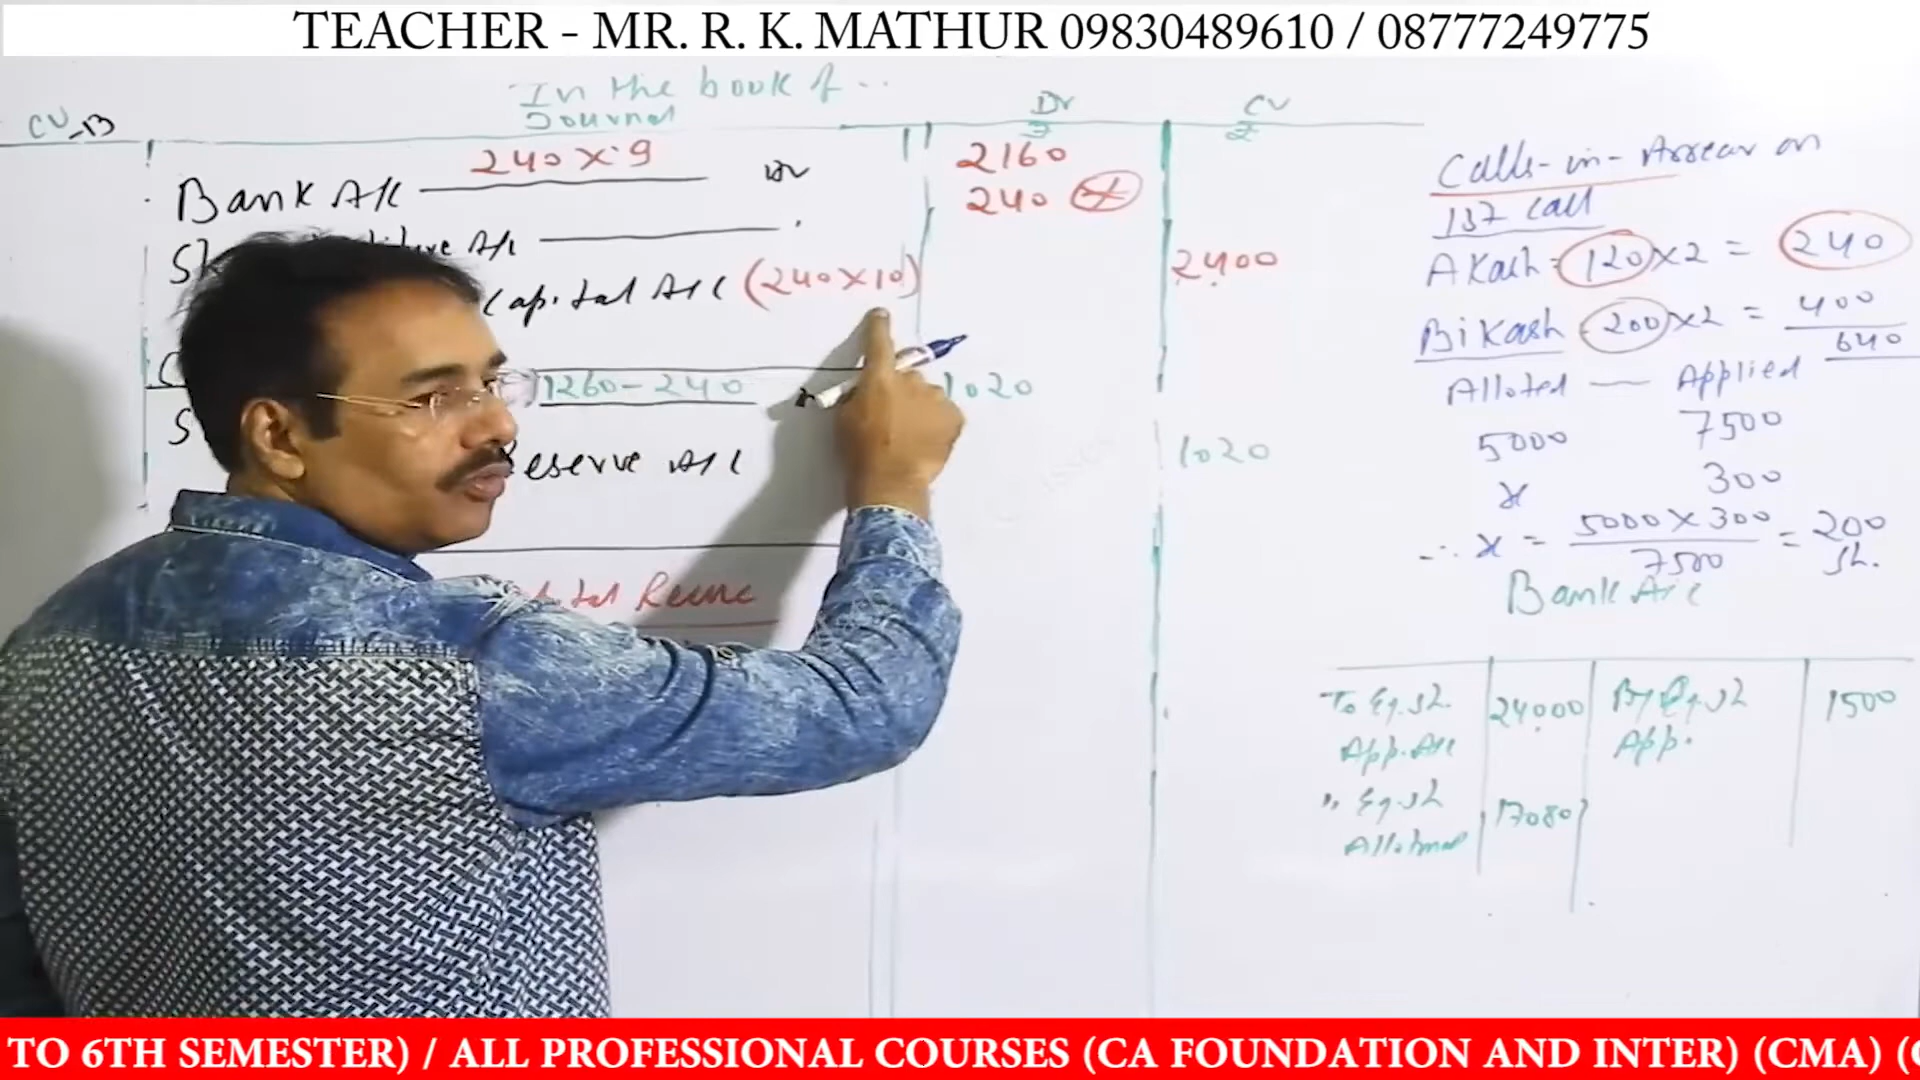 TEACHER - MR. R. K. MATHUR 09830489610 / 08777249775
In the book of ...
Journal
Dr
Cr
₹
₹
Bank A/C 240 × 9 Dr 2160
A/C 240
Capital A/C (240 × 10) 2400
1260 - 240 1020
Reserve A/C 1020
Calls-in-Arrear on
1st call
Akash = 120 × 2 = 240
Bikash - 200 × 2 = 400
640
Alloted — Applied
5000 7500
x 300
∴ x = 5000 × 300 / 7500 = 200 sh.
Bank A/C
To Eq. sh. App. A/C 24000 By Eq. sh App. 1500
" Eq. sh Allotment 17080
TO 6TH SEMESTER) / ALL PROFESSIONAL COURSES (CA FOUNDATION AND INTER) (CMA) (